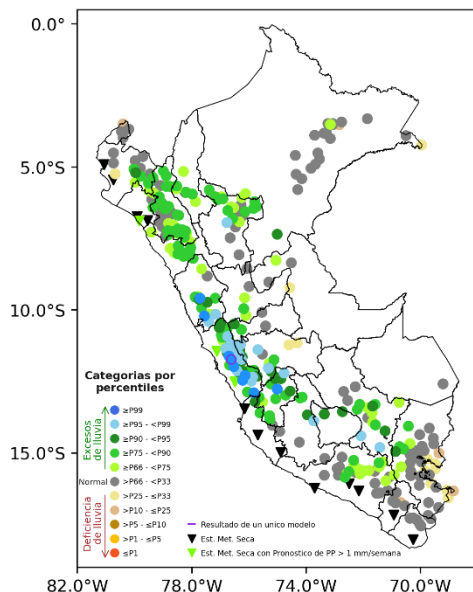 0.0°
5.0°S
10.0°S
15.0°S
82.0°W
78.0°W
74.0°W
70.0°W
Categorias por
percentiles
Excesos
de lluvia
≥P99
≥P95 - <P99
≥P90 - <P95
≥P75 - <P90
≥P66 - <P75
Normal
>P33 - <P66
Deficiencia
de lluvia
>P25 - ≤P33
>P10 - ≤P25
>P5 - ≤P10
>P1 - ≤P5
≤P1
Resultado de un unico modelo
Est. Met. Seca
Est. Met. Seca con Pronostico de PP > 1 mm/semana